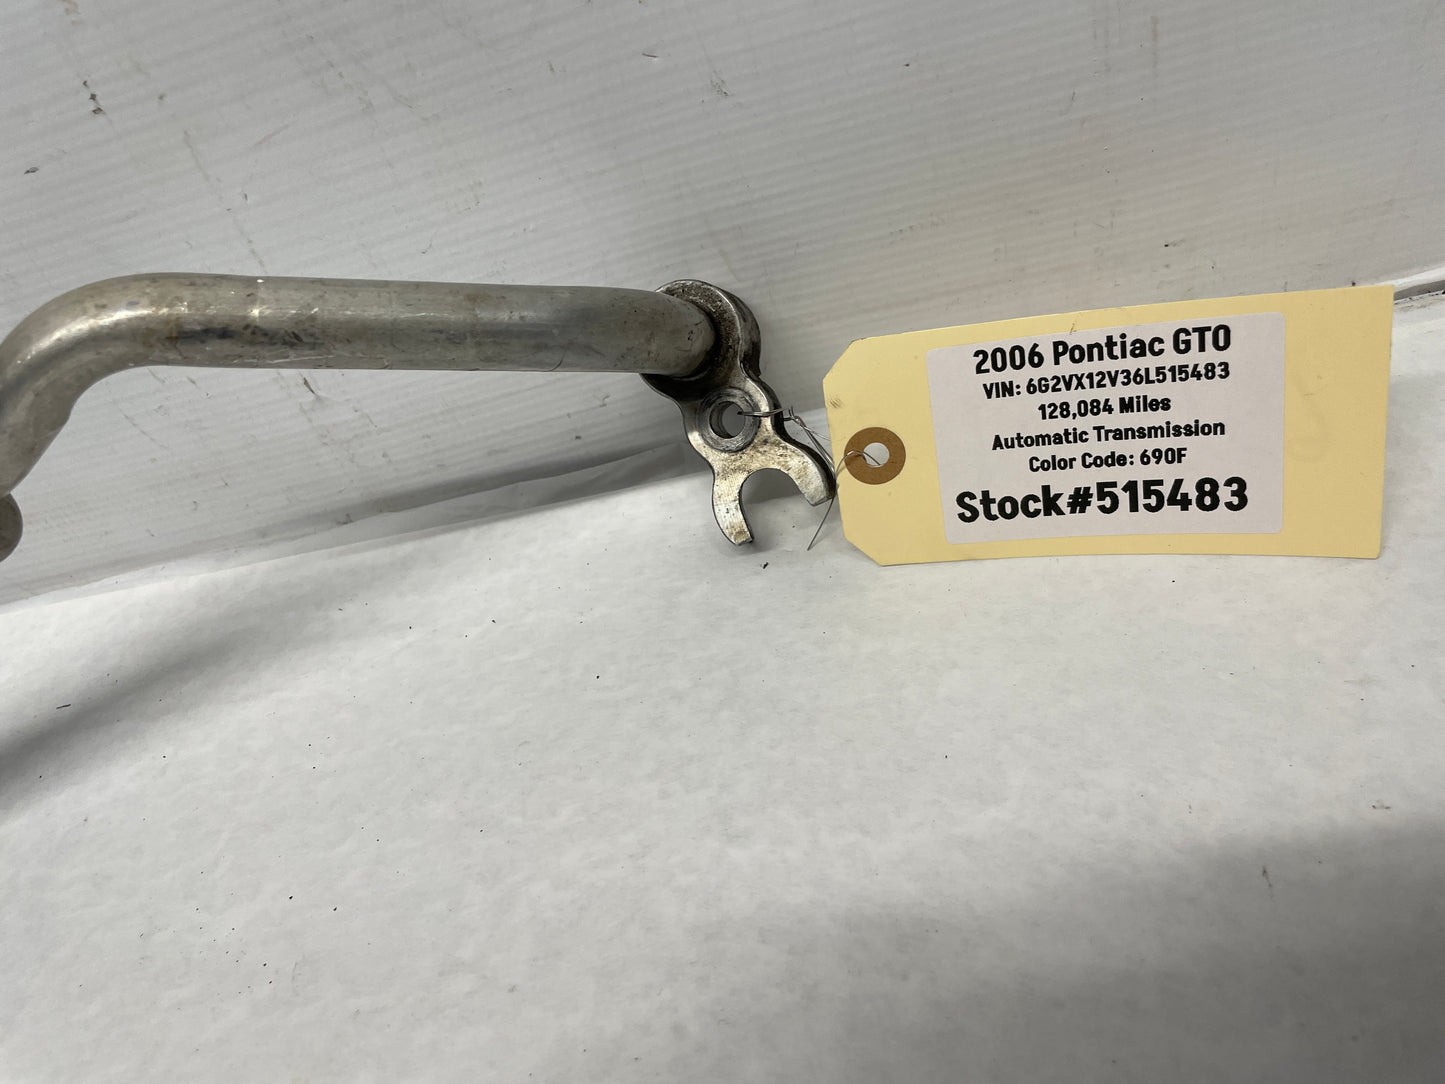 2006 Pontiac GTO
VIN: 6G2VX12V36L515483
128,084 Miles
Automatic Transmission
Color Code: 690F
Stock#515483